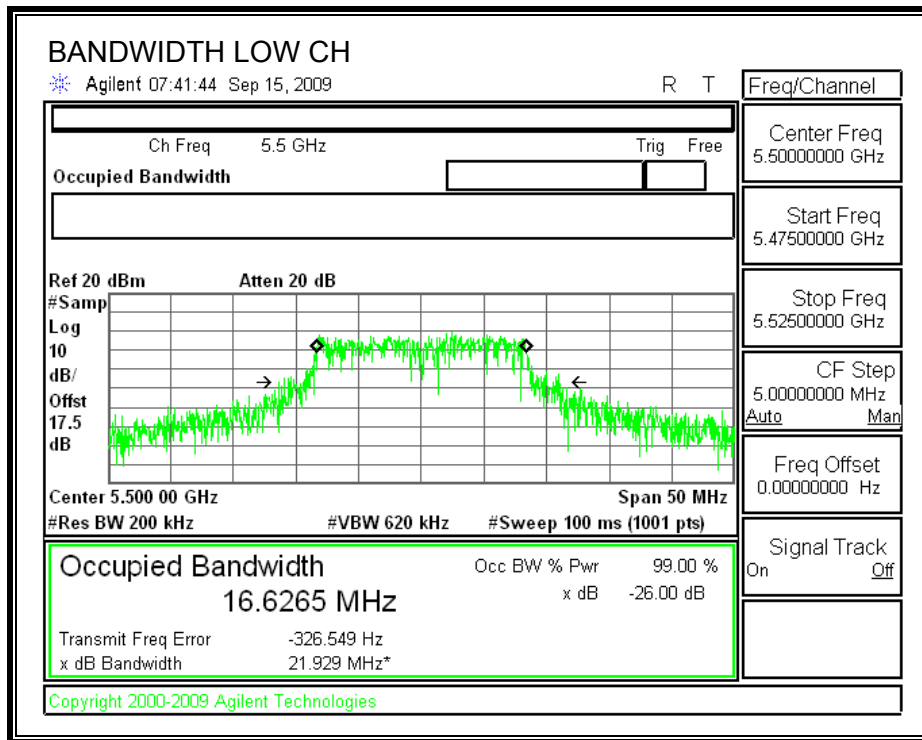 BANDWIDTH LOW CH
Agilent 07:41:44 Sep 15, 2009 R T
Freq/Channel
Ch Freq 5.5 GHz Trig Free
Occupied Bandwidth
Center Freq
5.50000000 GHz
Start Freq
5.47500000 GHz
Stop Freq
5.52500000 GHz
CF Step
5.00000000 MHz
Auto Man
Freq Offset
0.00000000 Hz
Signal Track
On Off
Ref 20 dBm Atten 20 dB
#Samp
Log
10
dB/
Offst
17.5
dB
Center 5.500 00 GHz Span 50 MHz
#Res BW 200 kHz #VBW 620 kHz #Sweep 100 ms (1001 pts)
Occupied Bandwidth Occ BW % Pwr 99.00 %
16.6265 MHz x dB -26.00 dB
Transmit Freq Error -326.549 Hz
x dB Bandwidth 21.929 MHz*
Copyright 2000-2009 Agilent Technologies